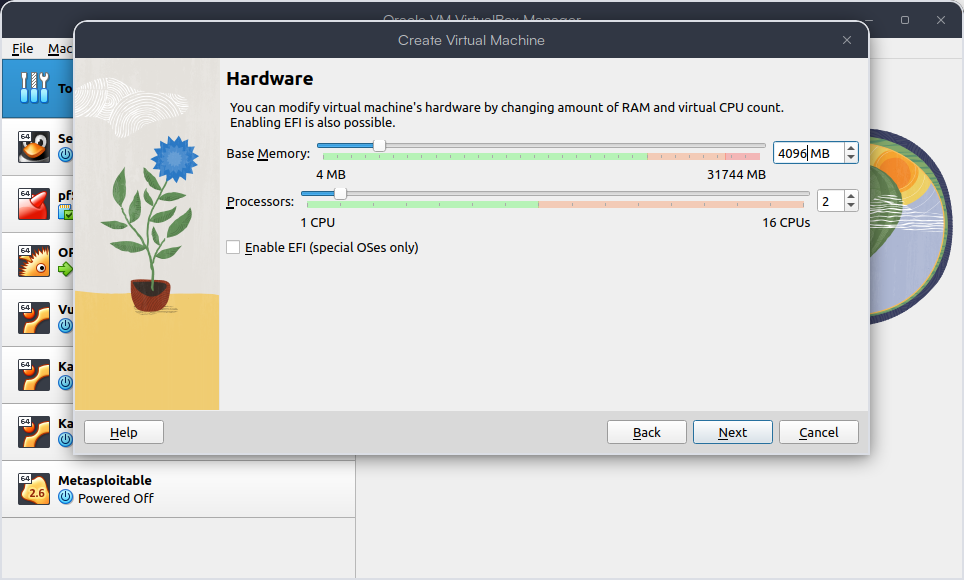 Oracle VM VirtualBox Manager
Create Virtual Machine
File Mac
To
64
Se
64
pfS
64
OP
64
Vu
64
Ka
64
Ka
64
2.6
Metasploitable
Powered Off
Hardware
You can modify virtual machine's hardware by changing amount of RAM and virtual CPU count.
Enabling EFI is also possible.
Base Memory: 4096 MB
4 MB 31744 MB
Processors: 2
1 CPU 16 CPUs
Enable EFI (special OSes only)
Help Back Next Cancel